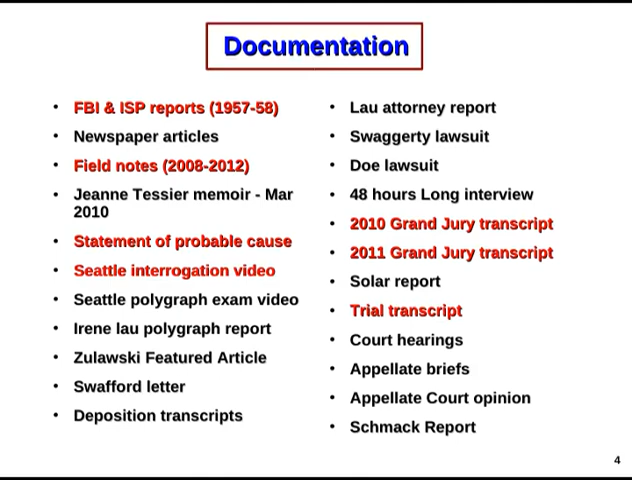 Documentation
• FBI & ISP reports (1957-58)
• Newspaper articles
• Field notes (2008-2012)
• Jeanne Tessier memoir - Mar
2010
• Statement of probable cause
• Seattle interrogation video
• Seattle polygraph exam video
• Irene lau polygraph report
• Zulawski Featured Article
• Swafford letter
• Deposition transcripts
• Lau attorney report
• Swaggerty lawsuit
• Doe lawsuit
• 48 hours Long interview
• 2010 Grand Jury transcript
• 2011 Grand Jury transcript
• Solar report
• Trial transcript
• Court hearings
• Appellate briefs
• Appellate Court opinion
• Schmack Report
4